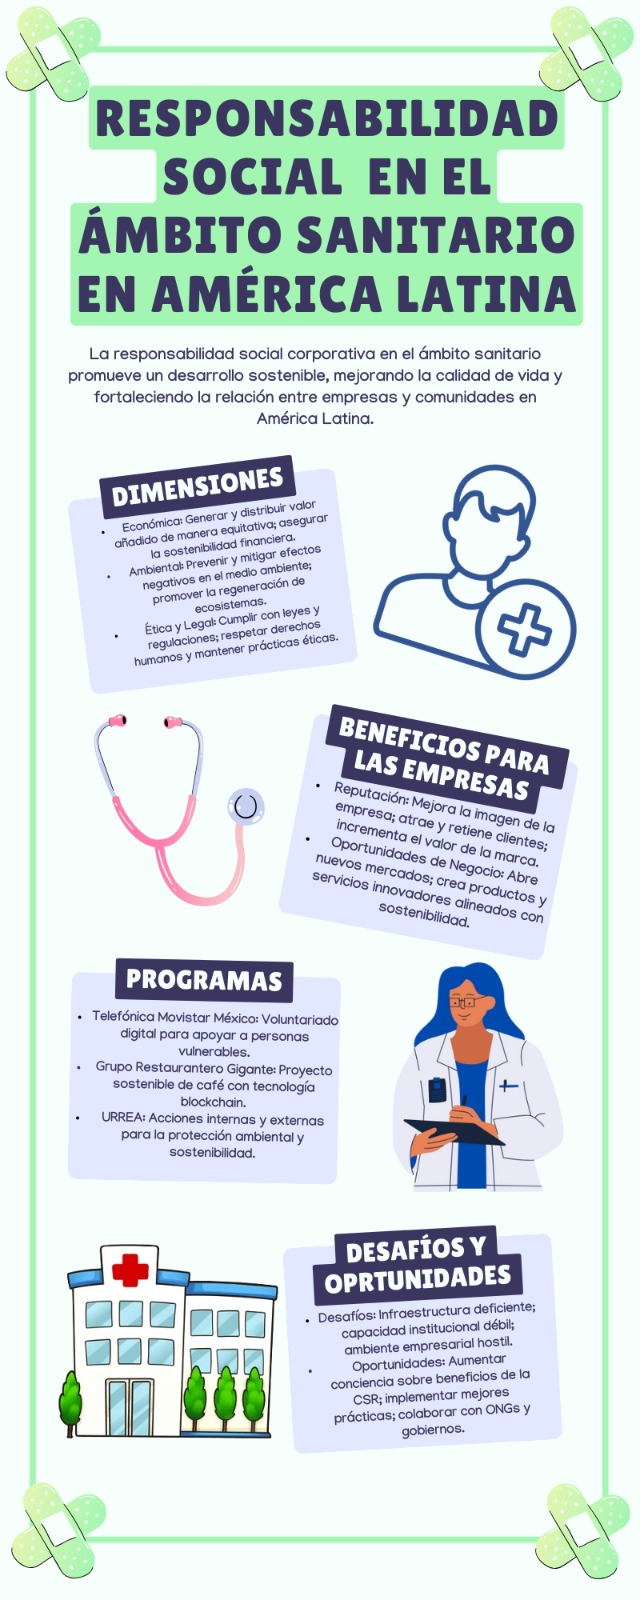 RESPONSABILIDAD
SOCIAL EN EL
ÁMBITO SANITARIO
EN AMÉRICA LATINA
La responsabilidad social corporativa en el ámbito sanitario
promueve un desarrollo sostenible, mejorando la calidad de vida y
fortaleciendo la relación entre empresas y comunidades en
América Latina.
DIMENSIONES
• Económica: Generar y distribuir valor
añadido de manera equitativa; asegurar
la sostenibilidad financiera.
• Ambiental: Prevenir y mitigar efectos
negativos en el medio ambiente;
promover la regeneración de
ecosistemas.
• Ética y Legal: Cumplir con leyes y
regulaciones; respetar derechos
humanos y mantener prácticas éticas.
BENEFICIOS PARA
LAS EMPRESAS
• Reputación: Mejora la imagen de la
empresa; atrae y retiene clientes;
incrementa el valor de la marca.
• Oportunidades de Negocio: Abre
nuevos mercados; crea productos y
servicios innovadores alineados con
sostenibilidad.
PROGRAMAS
• Telefónica Movistar México: Voluntariado
digital para apoyar a personas
vulnerables.
• Grupo Restaurantero Gigante: Proyecto
sostenible de café con tecnología
blockchain.
• URREA: Acciones internas y externas
para la protección ambiental y
sostenibilidad.
DESAFÍOS Y
OPRTUNIDADES
• Desafíos: Infraestructura deficiente;
capacidad institucional débil;
ambiente empresarial hostil.
• Oportunidades: Aumentar
conciencia sobre beneficios de la
CSR; implementar mejores
prácticas; colaborar con ONGs y
gobiernos.